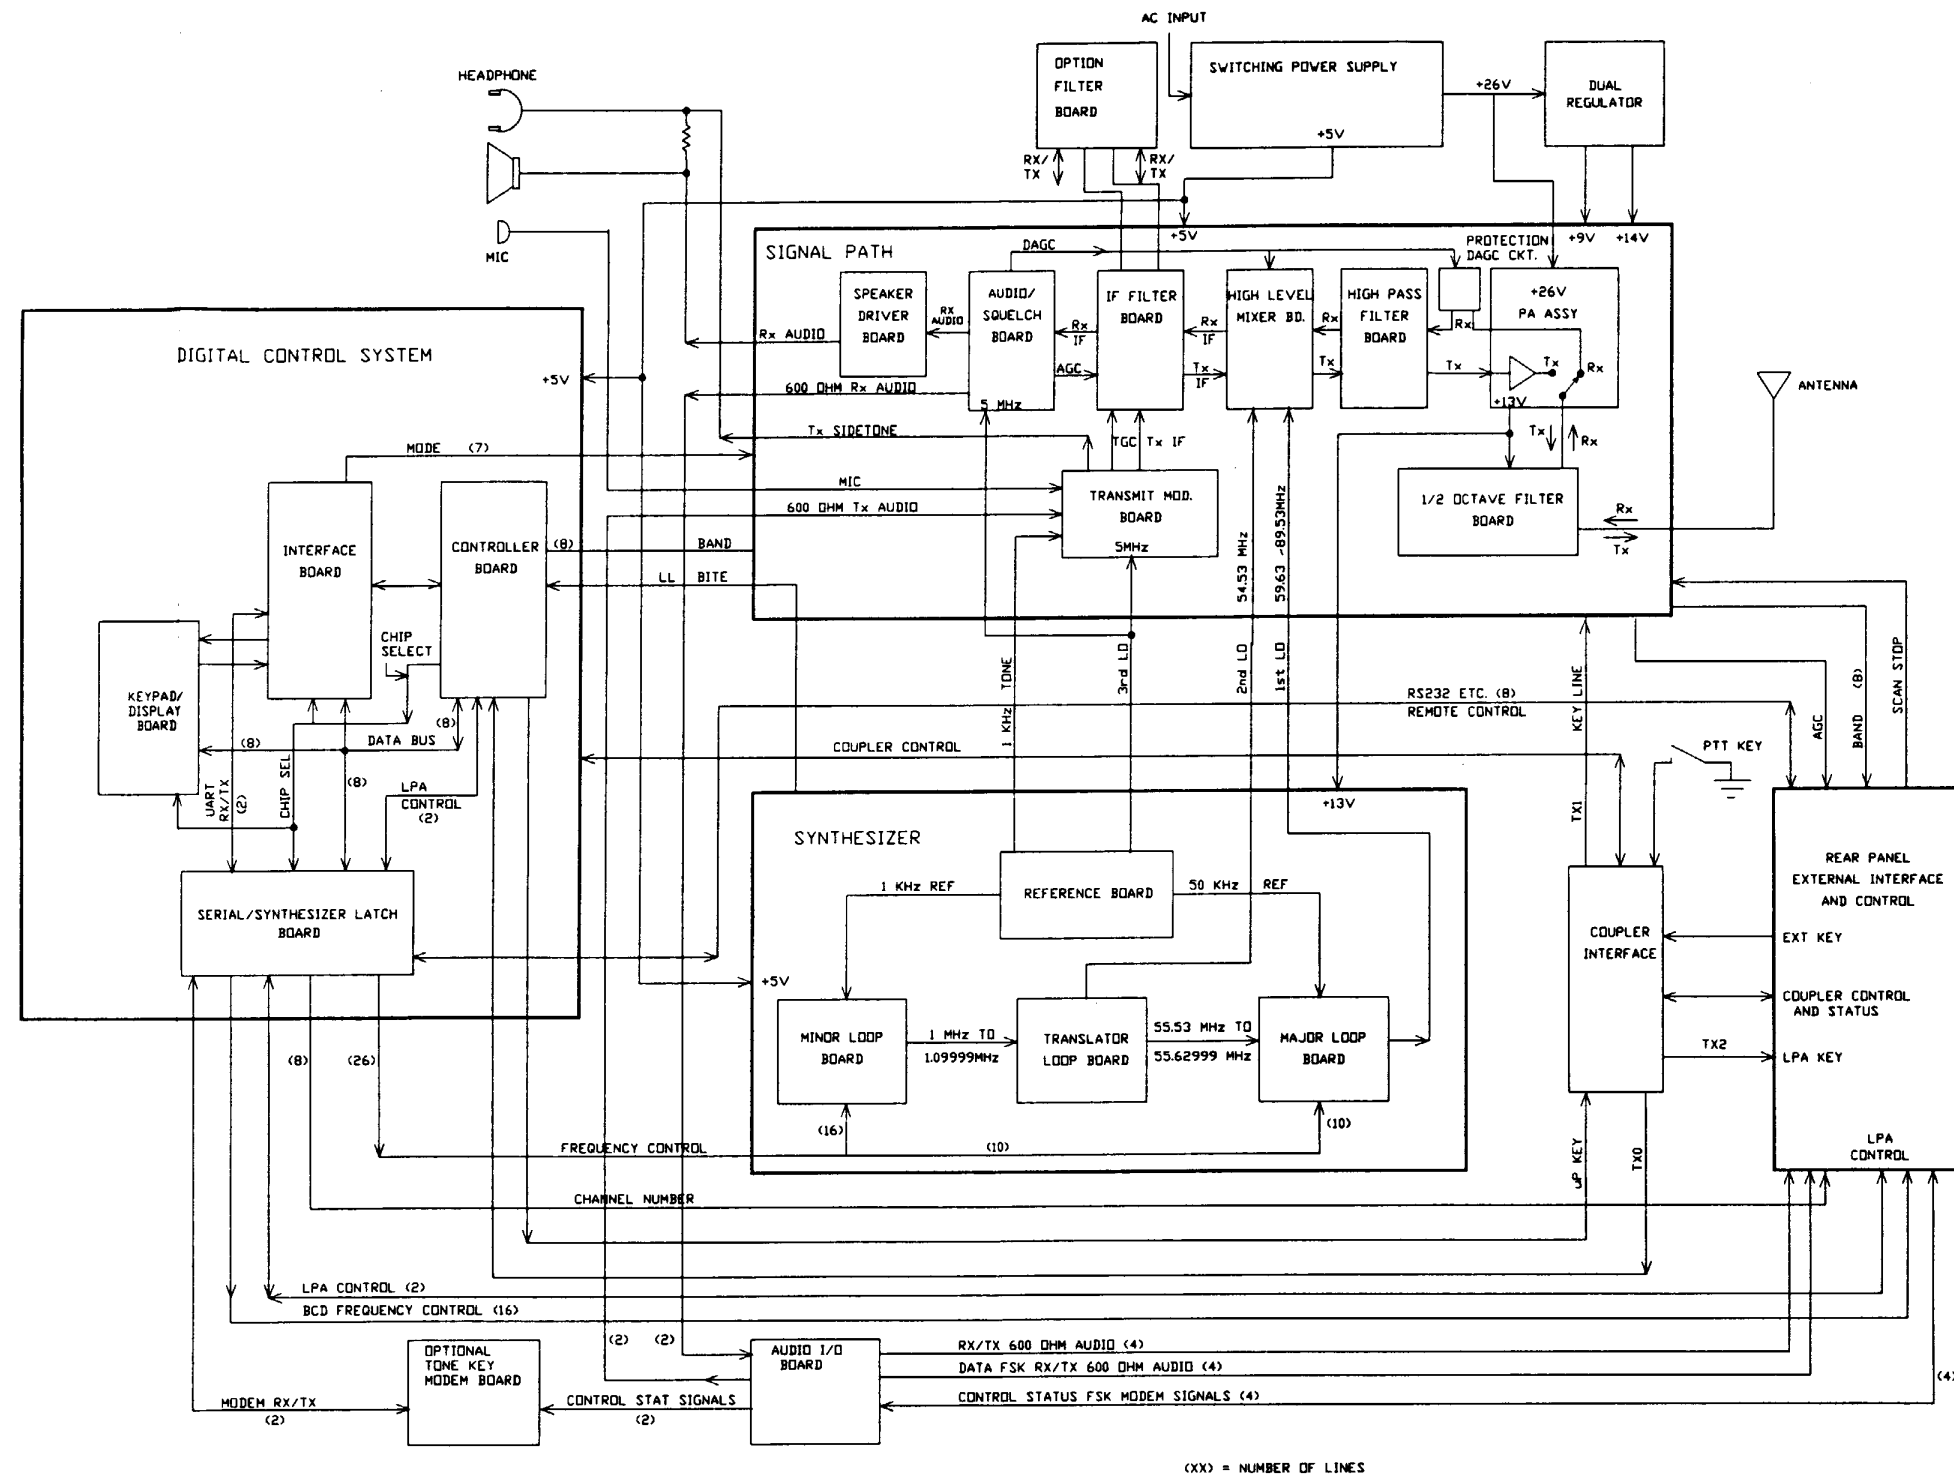 AC INPUT
HEADPHONE
OPTION
FILTER
BOARD
SWITCHING POWER SUPPLY
+5V
+26V
DUAL
REGULATOR
RX/
TX
RX/
TX
MIC
SIGNAL PATH
+5V
+9V
+14V
DAGC
PROTECTION
DAGC CKT.
SPEAKER
DRIVER
BOARD
RX
AUDIO
AUDIO/
SQUELCH
BOARD
5 MHz
Rx
IF
AGC
IF FILTER
BOARD
Rx
IF
Tx
IF
HIGH LEVEL
MIXER BD.
Rx
Tx
HIGH PASS
FILTER
BOARD
Rx
Tx
+26V
PA ASSY
Tx
Rx
+13V
Rx AUDIO
600 OHM Rx AUDIO
Tx SIDETONE
TGC
Tx IF
Tx
Rx
ANTENNA
MIC
600 OHM Tx AUDIO
TRANSMIT MOD.
BOARD
5MHz
1/2 OCTAVE FILTER
BOARD
Rx
Tx
54.53 MHz
59.63 -89.53MHz
DIGITAL CONTROL SYSTEM
+5V
MODE (7)
INTERFACE
BOARD
CONTROLLER
BOARD
(8)
BAND
LL BITE
CHIP
SELECT
KEYPAD/
DISPLAY
BOARD
(8)
DATA BUS
(8)
UART
RX/TX
(2)
CHIP SEL
(8)
LPA
CONTROL
(2)
SERIAL/SYNTHESIZER LATCH
BOARD
1 KHz TONE
3rd LO
2nd LO
1st LO
RS232 ETC. (8)
REMOTE CONTROL
COUPLER CONTROL
KEY LINE
TX1
AGC
BAND (8)
SCAN STOP
PTT KEY
SYNTHESIZER
+13V
REFERENCE BOARD
1 KHz REF
50 KHz REF
+5V
MINOR LOOP
BOARD
1 MHz TO
1.09999MHz
TRANSLATOR
LOOP BOARD
55.53 MHz TO
55.62999 MHz
MAJOR LOOP
BOARD
(16)
(10)
(10)
COUPLER
INTERFACE
REAR PANEL
EXTERNAL INTERFACE
AND CONTROL
EXT KEY
COUPLER CONTROL
AND STATUS
TX2
LPA KEY
LPA
CONTROL
(8)
(26)
FREQUENCY CONTROL
uP KEY
TX0
CHANNEL NUMBER
LPA CONTROL (2)
BCD FREQUENCY CONTROL (16)
(2)
(2)
OPTIONAL
TONE KEY
MODEM BOARD
AUDIO I/O
BOARD
RX/TX 600 OHM AUDIO (4)
DATA FSK RX/TX 600 OHM AUDIO (4)
CONTROL STATUS FSK MODEM SIGNALS (4)
(4)
MODEM RX/TX
(2)
CONTROL STAT SIGNALS
(2)
(XX) = NUMBER OF LINES